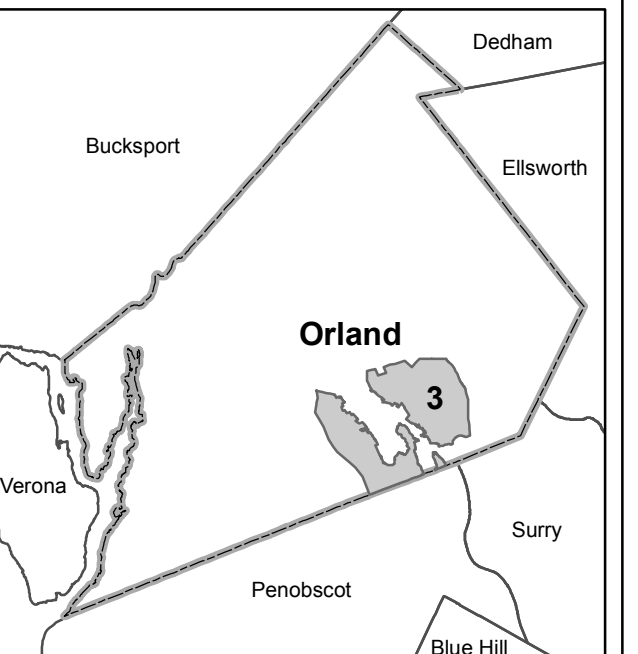 Dedham
Bucksport
Ellsworth
Orland
3
Verona
Surry
Penobscot
Blue Hill